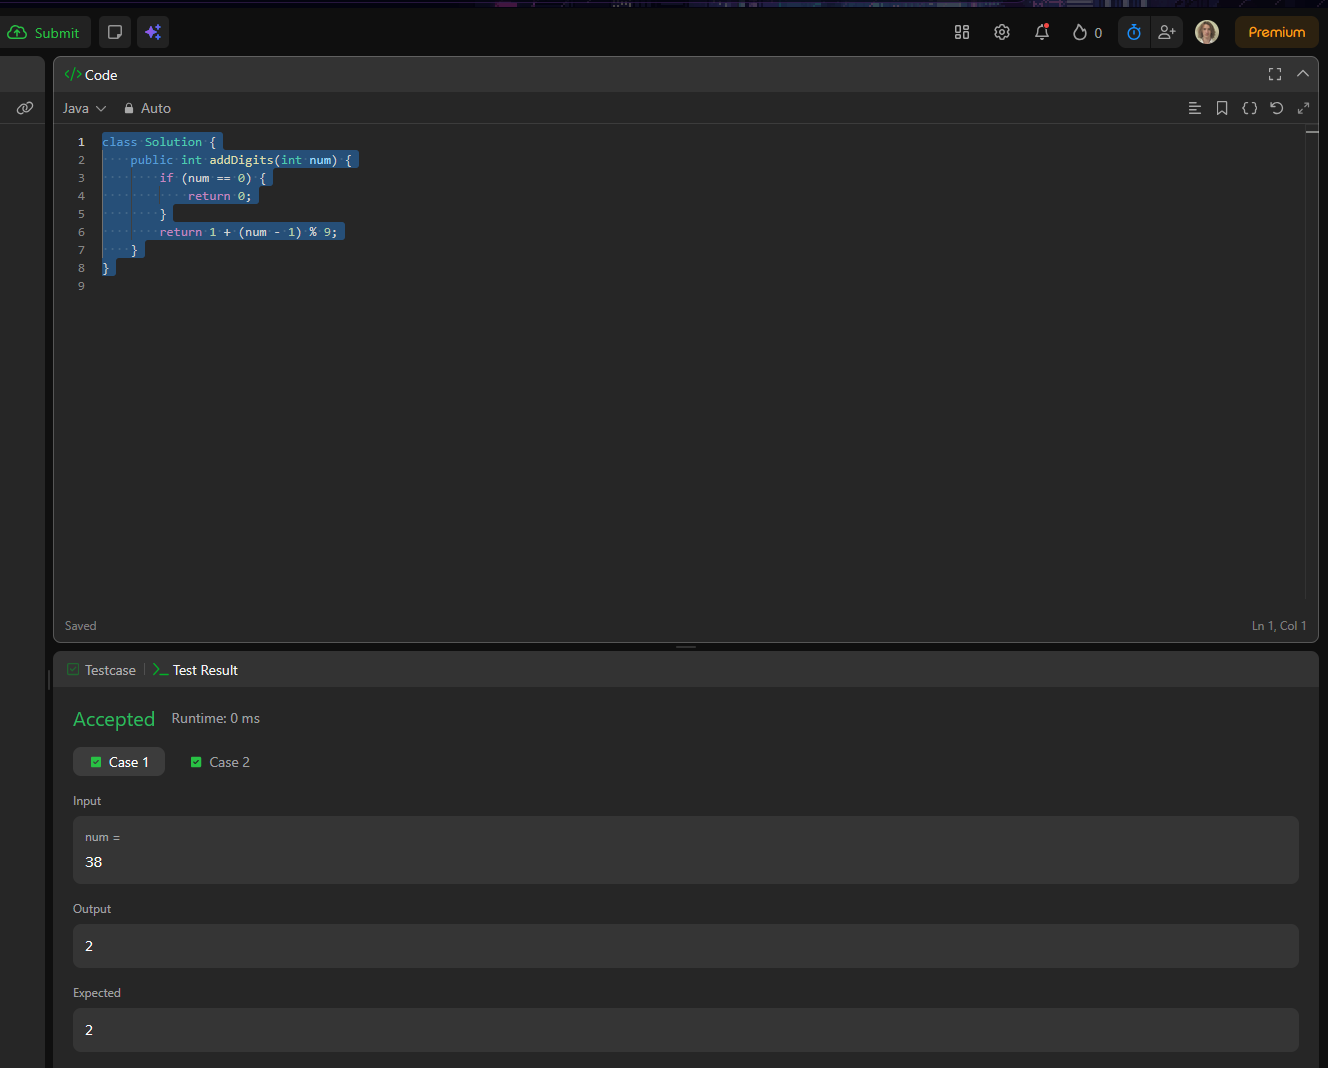 Submit
0
Premium
</> Code
Java
Auto
1 class Solution {
2 public int addDigits(int num) {
3 if (num == 0) {
4 return 0;
5 }
6 return 1 + (num - 1) % 9;
7 }
8 }
9
Saved
Ln 1, Col 1
Testcase
Test Result
Accepted
Runtime: 0 ms
Case 1
Case 2
Input
num =
38
Output
2
Expected
2